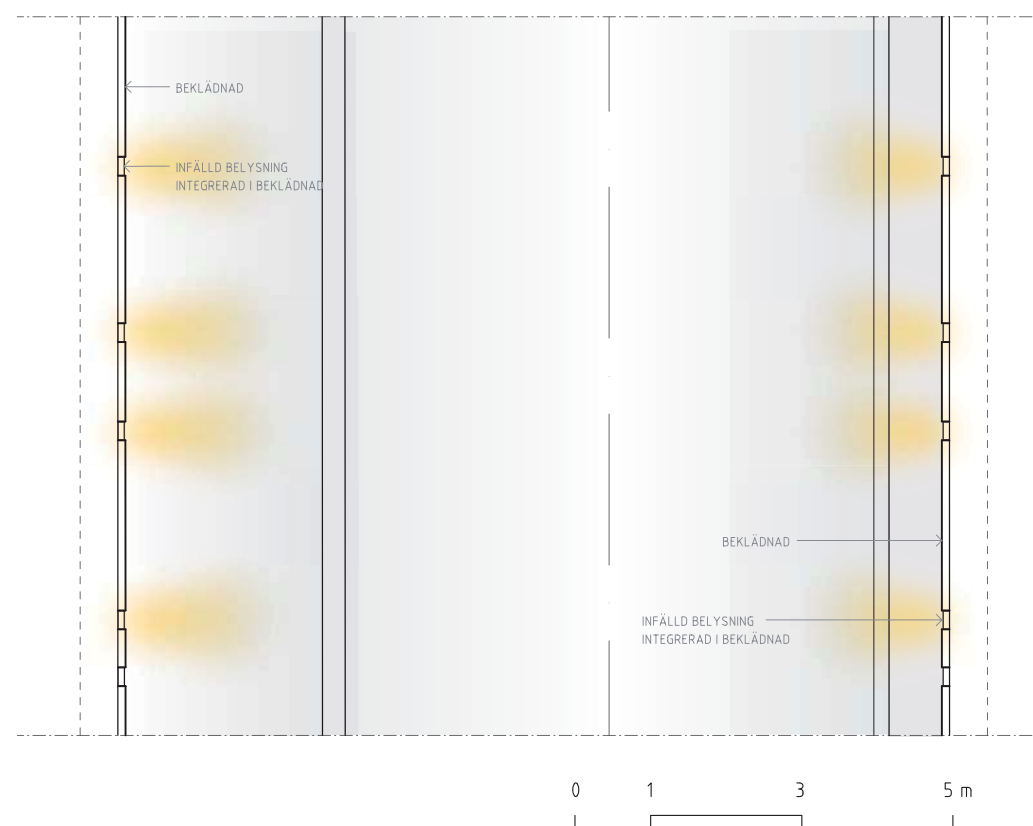 BEKLÄDNAD
INFÄLLD BELYSNING
INTEGRERAD I BEKLÄDNAD
BEKLÄDNAD
INFÄLLD BELYSNING
INTEGRERAD I BEKLÄDNAD
0 1 3 5 m